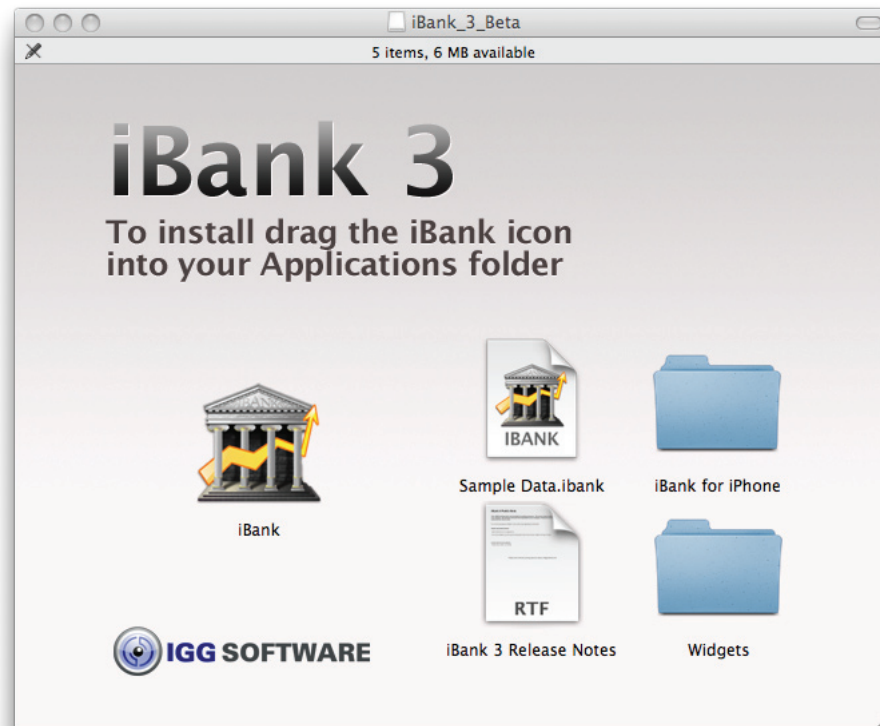 iBank_3_Beta
5 items, 6 MB available
iBank 3
To install drag the iBank icon
into your Applications folder
IBANK
IBANK
Sample Data.ibank
iBank for iPhone
iBank
RTF
iBank 3 Release Notes
Widgets
IGG SOFTWARE